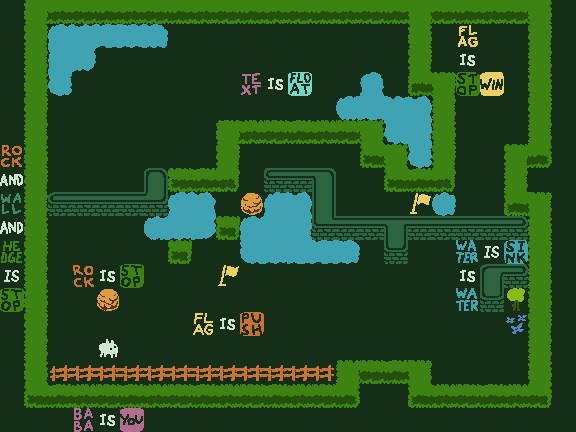 FLAG
IS
STOP WIN
TEXT IS FLOAT
ROCK
AND
WALL
AND
HEDGE
IS
STOP
WATER IS SINK
IS
WATER
ROCK IS STOP
FLAG IS PUSH
BABA IS YOU